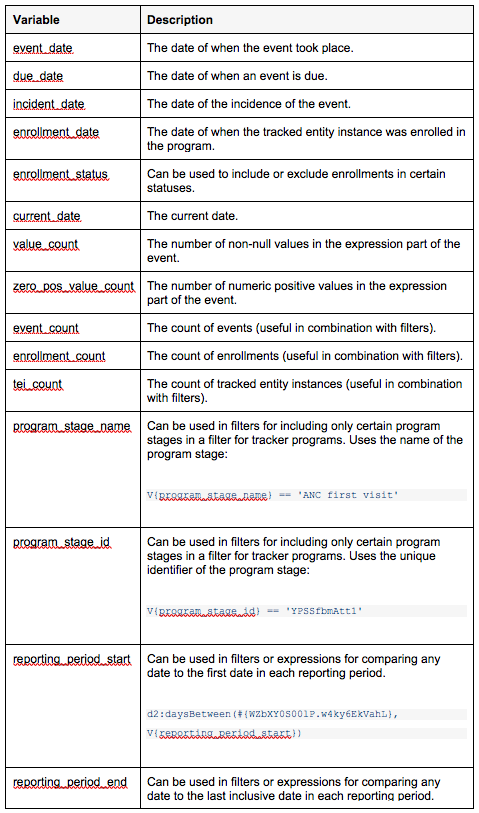 Variable Description
event_date The date of when the event took place.
due_date The date of when an event is due.
incident_date The date of the incidence of the event.
enrollment_date The date of when the tracked entity instance was enrolled in
the program.
enrollment_status Can be used to include or exclude enrollments in certain
statuses.
current_date The current date.
value_count The number of non-null values in the expression part of the
event.
zero_pos_value_count The number of numeric positive values in the expression
part of the event.
event_count The count of events (useful in combination with filters).
enrollment_count The count of enrollments (useful in combination with filters).
tei_count The count of tracked entity instances (useful in combination
with filters).
program_stage_name Can be used in filters for including only certain program
stages in a filter for tracker programs. Uses the name of the
program stage:
V{program_stage_name} == 'ANC first visit'
program_stage_id Can be used in filters for including only certain program
stages in a filter for tracker programs. Uses the unique
identifier of the program stage:
V{program_stage_id} == 'YPSSfbmAtt1'
reporting_period_start Can be used in filters or expressions for comparing any
date to the first date in each reporting period.
d2:daysBetween(#{WZbXY0S00lP.w4ky6EkVahL},
V{reporting_period_start})
reporting_period_end Can be used in filters or expressions for comparing any
date to the last inclusive date in each reporting period.